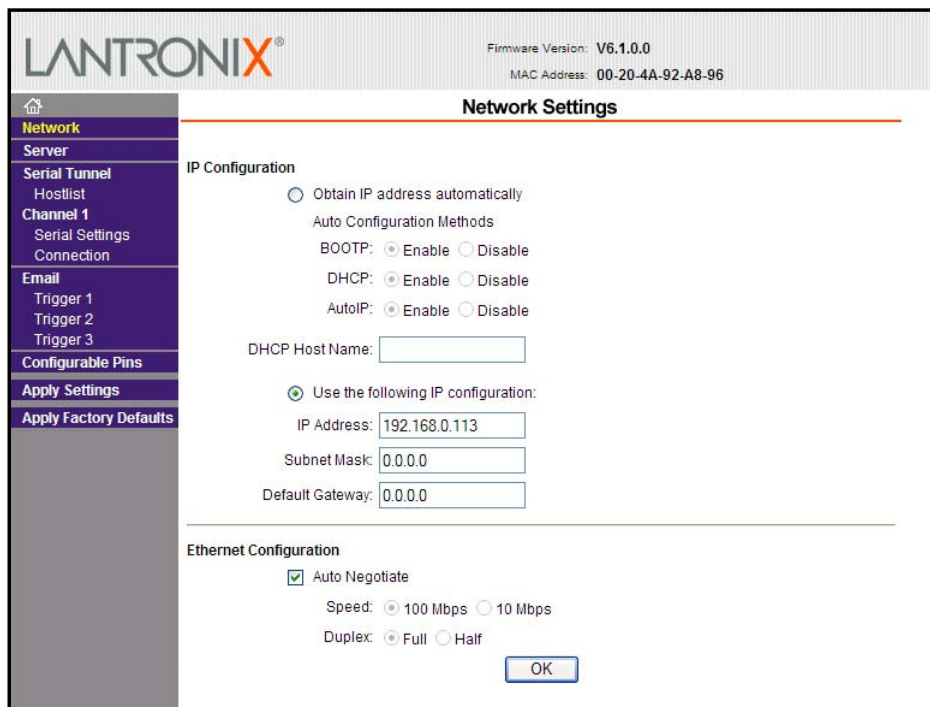 LANTRONIX®
Firmware Version: V6.1.0.0
MAC Address: 00-20-4A-92-A8-96
Network
Server
Serial Tunnel
Hostlist
Channel 1
Serial Settings
Connection
Email
Trigger 1
Trigger 2
Trigger 3
Configurable Pins
Apply Settings
Apply Factory Defaults
Network Settings
IP Configuration
Obtain IP address automatically
Auto Configuration Methods
BOOTP: Enable Disable
DHCP: Enable Disable
AutoIP: Enable Disable
DHCP Host Name:
Use the following IP configuration:
IP Address: 192.168.0.113
Subnet Mask: 0.0.0.0
Default Gateway: 0.0.0.0
Ethernet Configuration
Auto Negotiate
Speed: 100 Mbps 10 Mbps
Duplex: Full Half
OK